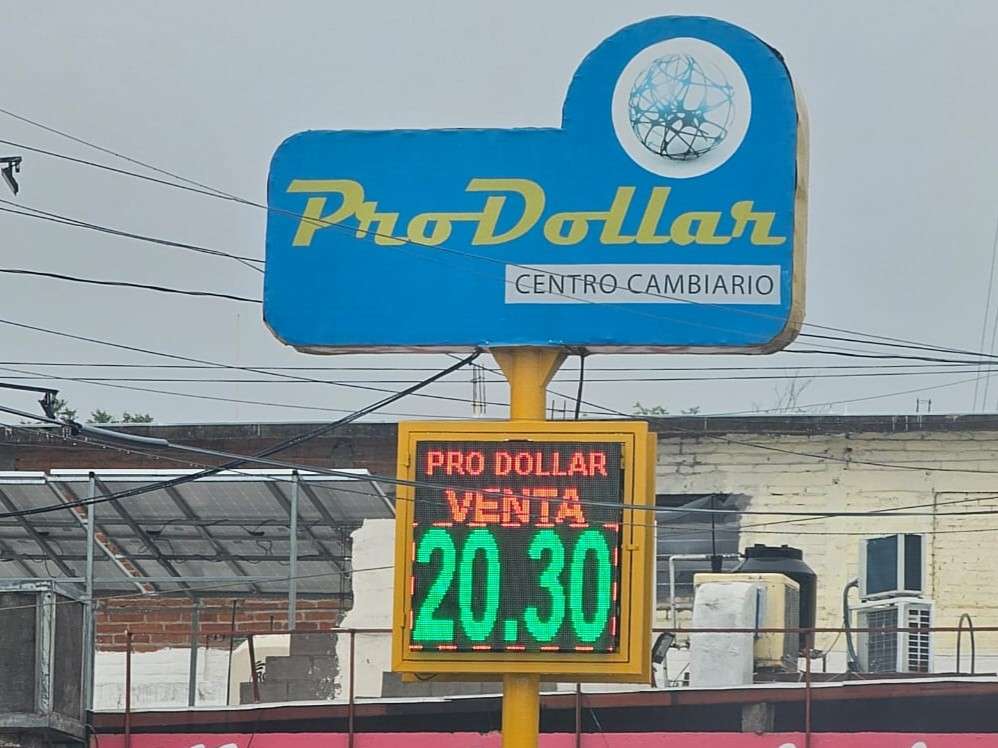 ProDollar
CENTRO CAMBIARIO
PRO DOLLAR
VENTA
20.30